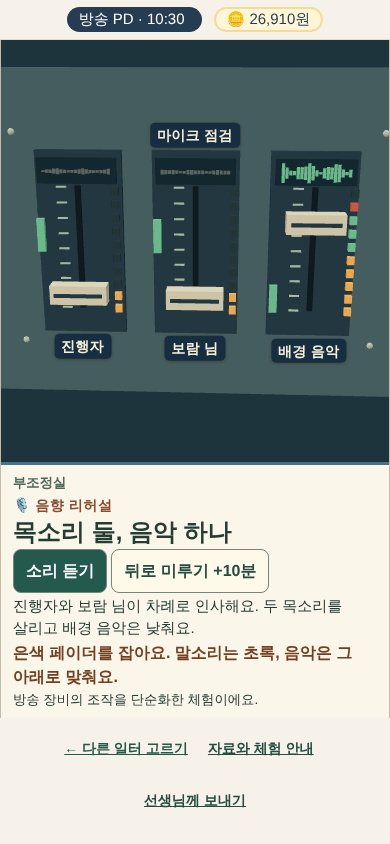 방송 PD · 10:30
26,910원
마이크 점검
진행자
보람 님
배경 음악
부조정실
음향 리허설
목소리 둘, 음악 하나
소리 듣기
뒤로 미루기 +10분
진행자와 보람 님이 차례로 인사해요. 두 목소리를
살리고 배경 음악은 낮춰요.
은색 페이더를 잡아요. 말소리는 초록, 음악은 그
아래로 맞춰요.
방송 장비의 조작을 단순화한 체험이에요.
← 다른 일터 고르기
자료와 체험 안내
선생님께 보내기